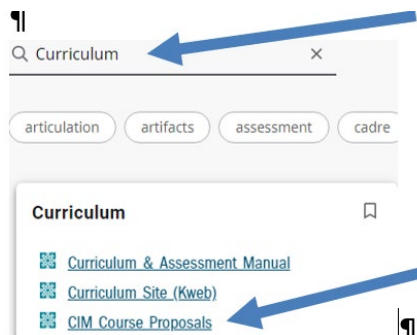 ¶
Curriculum
articulation artifacts assessment cadre
Curriculum
Curriculum & Assessment Manual
Curriculum Site (Kweb)
CIM Course Proposals
¶